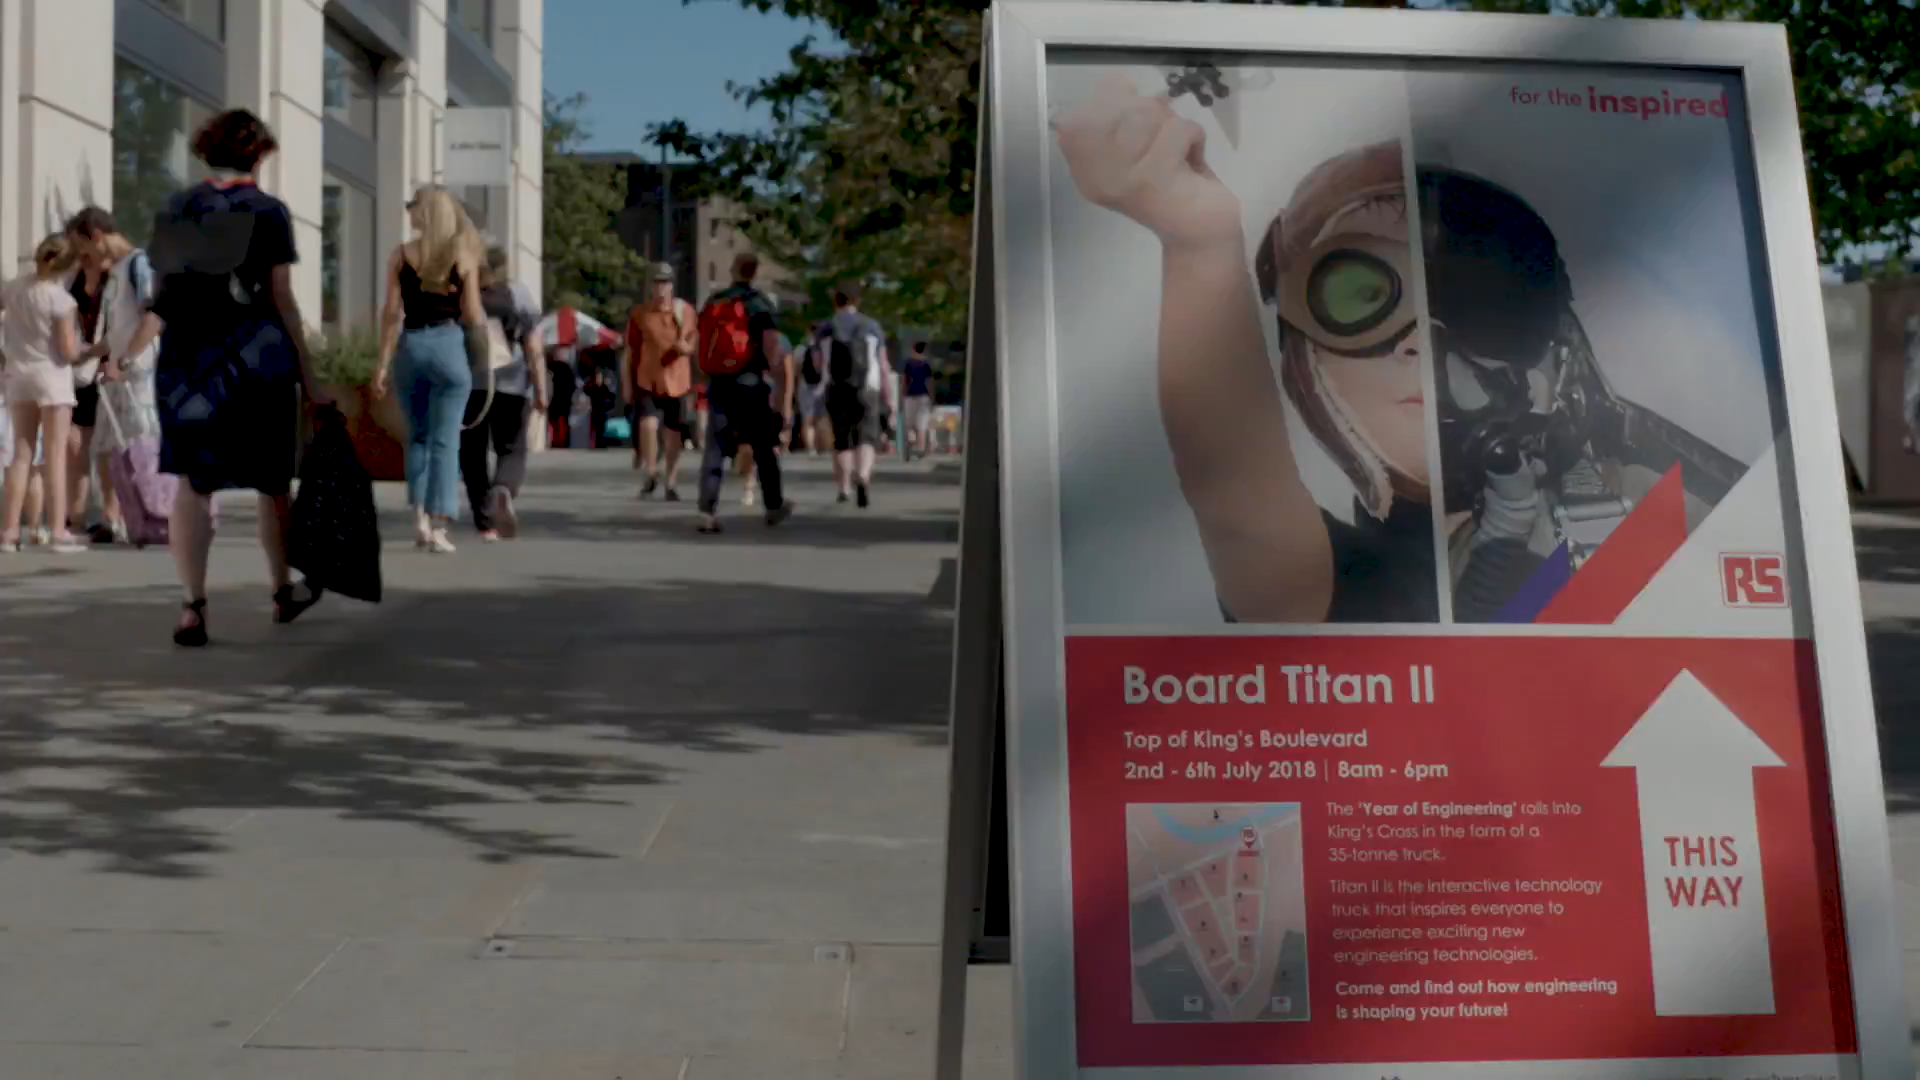 for the inspired
RS
Board Titan II
Top of King's Boulevard
2nd - 6th July 2018 | 8am - 6pm
The 'Year of Engineering' rolls into
King's Cross in the form of a
35-tonne truck.
Titan II is the interactive technology
truck that inspires everyone to
experience exciting new
engineering technologies.
Come and find out how engineering
is shaping your future!
THIS
WAY